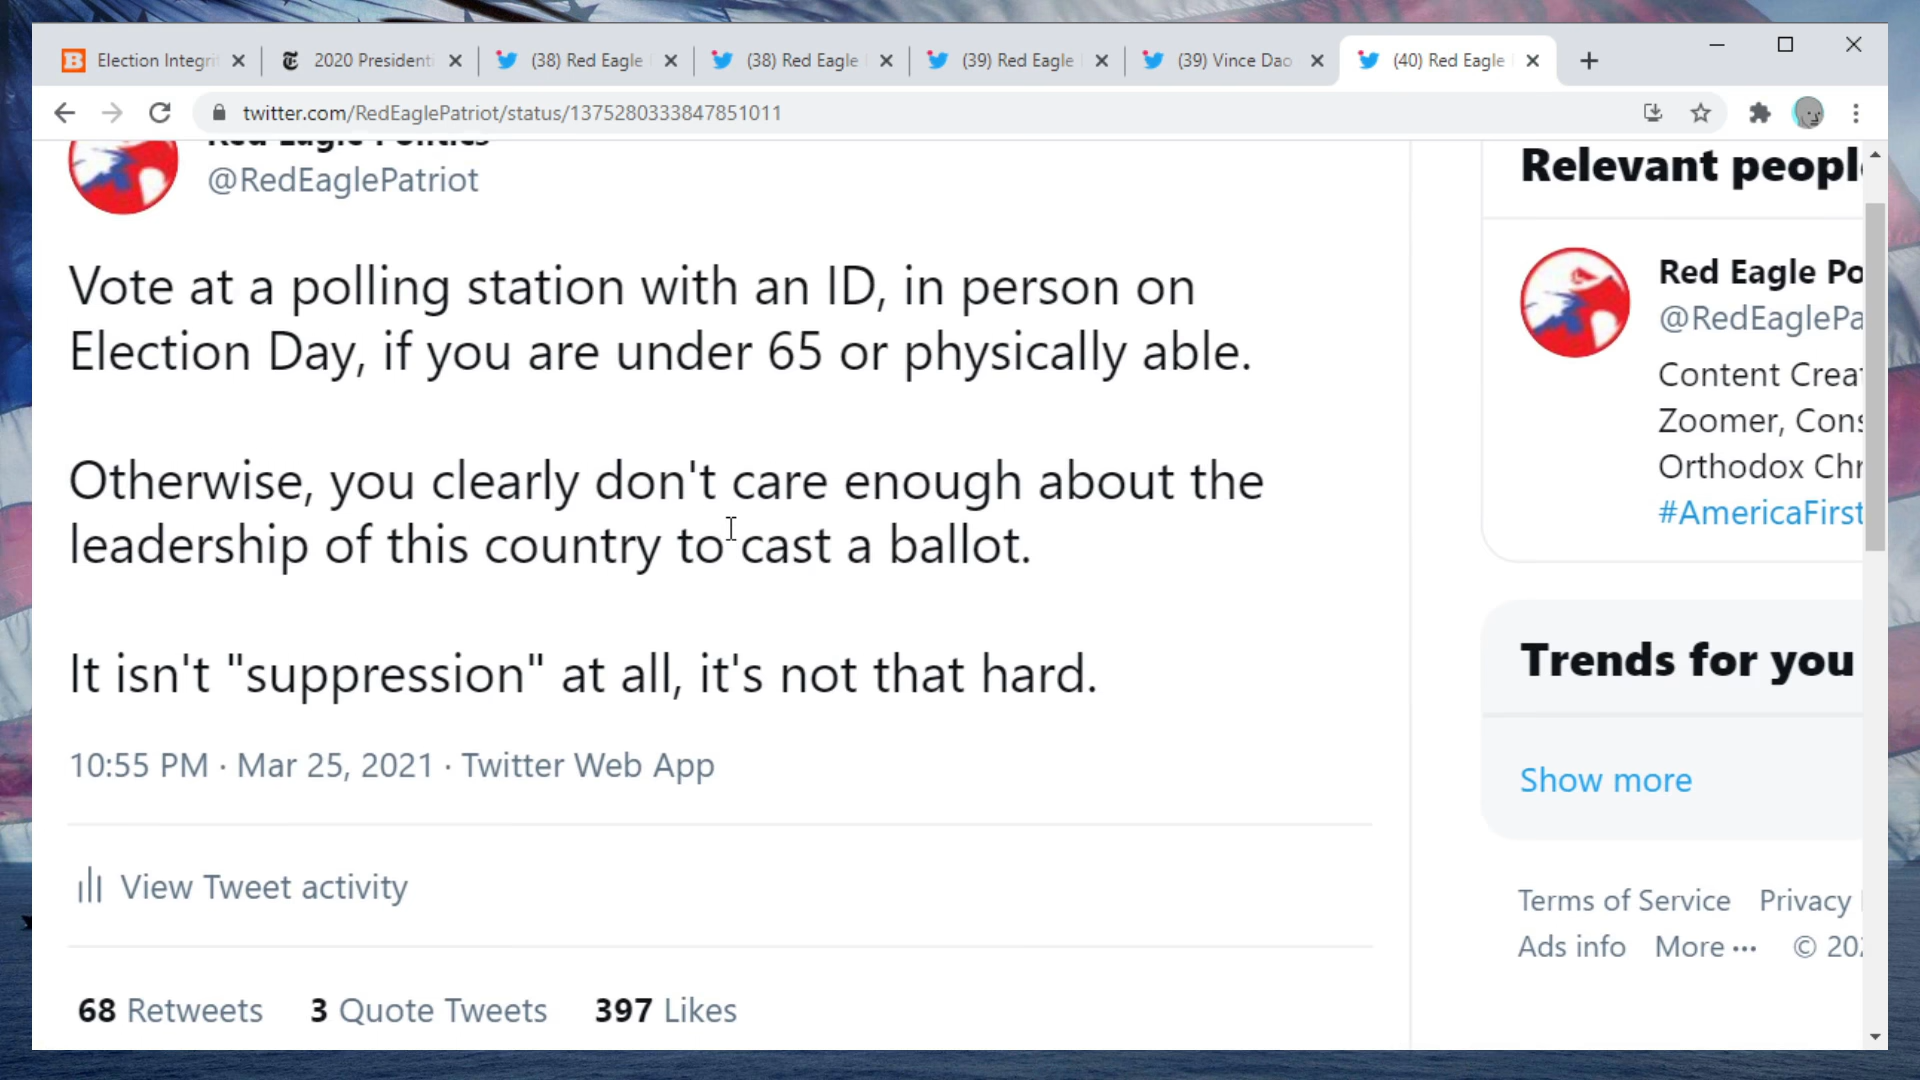 Election Integri
2020 Presidenti
(38) Red Eagle
(38) Red Eagle
(39) Red Eagle
(39) Vince Dao
(40) Red Eagle
twitter.com/RedEaglePatriot/status/1375280333847851011
Red Eagle Politics
@RedEaglePatriot
Vote at a polling station with an ID, in person on
Election Day, if you are under 65 or physically able.
Otherwise, you clearly don't care enough about the
leadership of this country to cast a ballot.
It isn't "suppression" at all, it's not that hard.
10:55 PM · Mar 25, 2021 · Twitter Web App
View Tweet activity
68 Retweets 3 Quote Tweets 397 Likes
Relevant people
Red Eagle Po
@RedEaglePa
Content Crea
Zoomer, Cons
Orthodox Chr
#AmericaFirst
Trends for you
Show more
Terms of Service Privacy
Ads info More ··· © 202